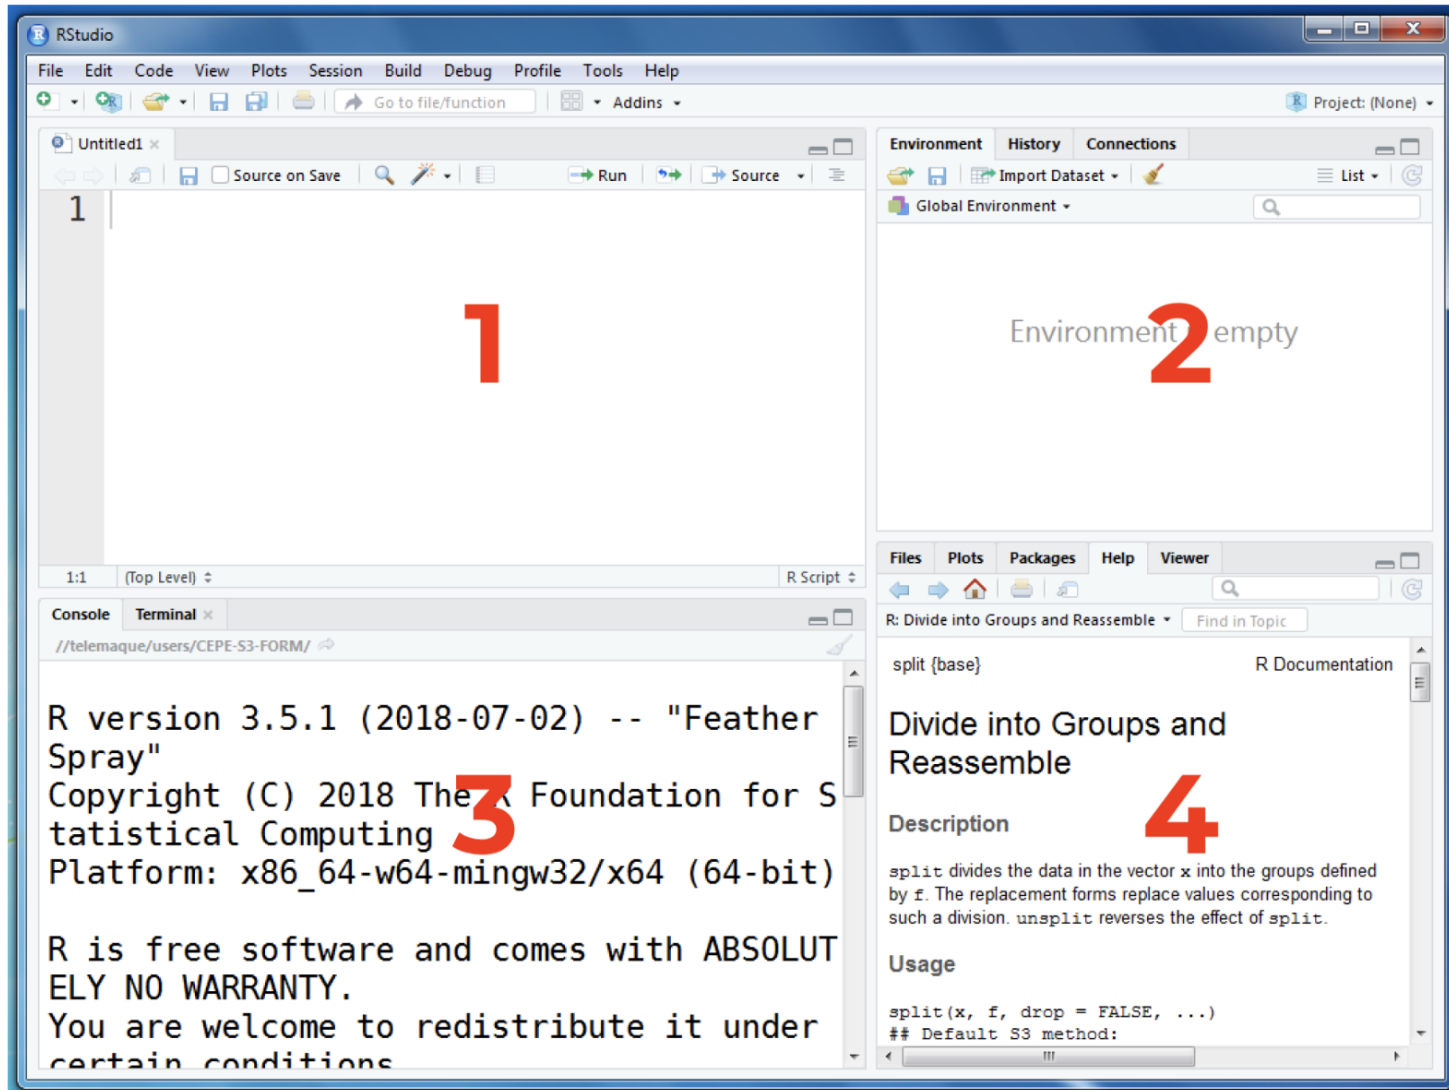 RStudio
File Edit Code View Plots Session Build Debug Profile Tools Help
Go to file/function Addins Project: (None)
Untitled1
Source on Save Run Source
1
1
1:1 (Top Level) R Script
Environment History Connections
Import Dataset List
Global Environment
Environment empty
2
Console Terminal
//telemaque/users/CEPE-S3-FORM/
R version 3.5.1 (2018-07-02) -- "Feather
Spray"
Copyright (C) 2018 The R Foundation for S
tatistical Computing
Platform: x86_64-w64-mingw32/x64 (64-bit)
R is free software and comes with ABSOLUT
ELY NO WARRANTY.
You are welcome to redistribute it under
certain conditions
3
Files Plots Packages Help Viewer
R: Divide into Groups and Reassemble Find in Topic
split {base} R Documentation
Divide into Groups and
Reassemble
Description
4
split divides the data in the vector x into the groups defined
by f. The replacement forms replace values corresponding to
such a division. unsplit reverses the effect of split.
Usage
split(x, f, drop = FALSE, ...)
## Default S3 method: